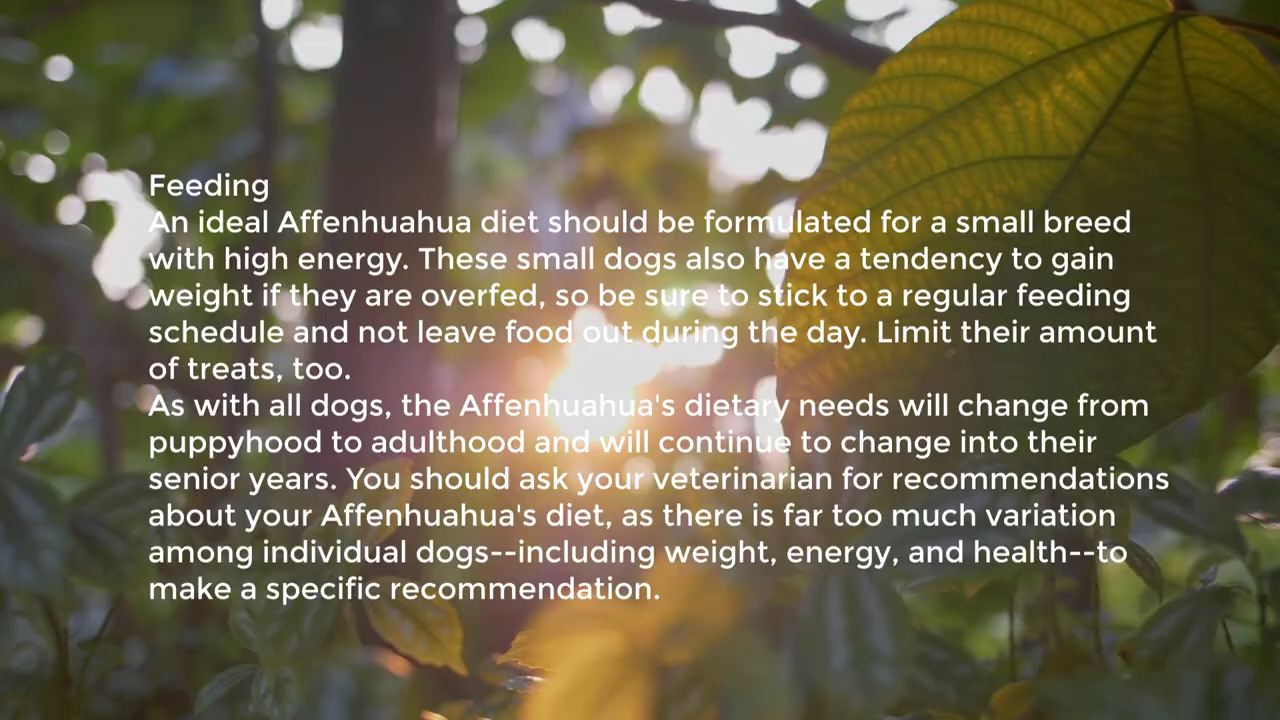 Feeding
An ideal Affenhuahua diet should be formulated for a small breed
with high energy. These small dogs also have a tendency to gain
weight if they are overfed, so be sure to stick to a regular feeding
schedule and not leave food out during the day. Limit their amount
of treats, too.
As with all dogs, the Affenhuahua's dietary needs will change from
puppyhood to adulthood and will continue to change into their
senior years. You should ask your veterinarian for recommendations
about your Affenhuahua's diet, as there is far too much variation
among individual dogs--including weight, energy, and health--to
make a specific recommendation.